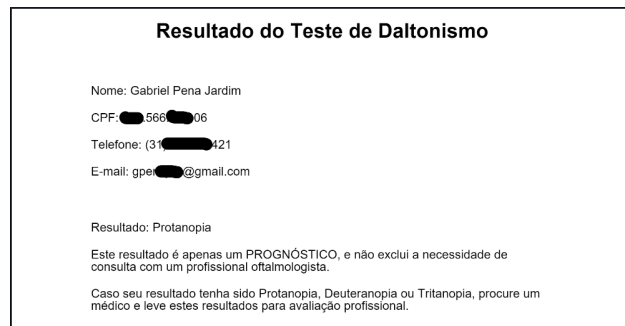 Resultado do Teste de Daltonismo
Nome: Gabriel Pena Jardim
CPF: .566 06
Telefone: (31 421
E-mail: gper @gmail.com
Resultado: Protanopia
Este resultado é apenas um PROGNÓSTICO, e não exclui a necessidade de
consulta com um profissional oftalmologista.
Caso seu resultado tenha sido Protanopia, Deuteranopia ou Tritanopia, procure um
médico e leve estes resultados para avaliação profissional.